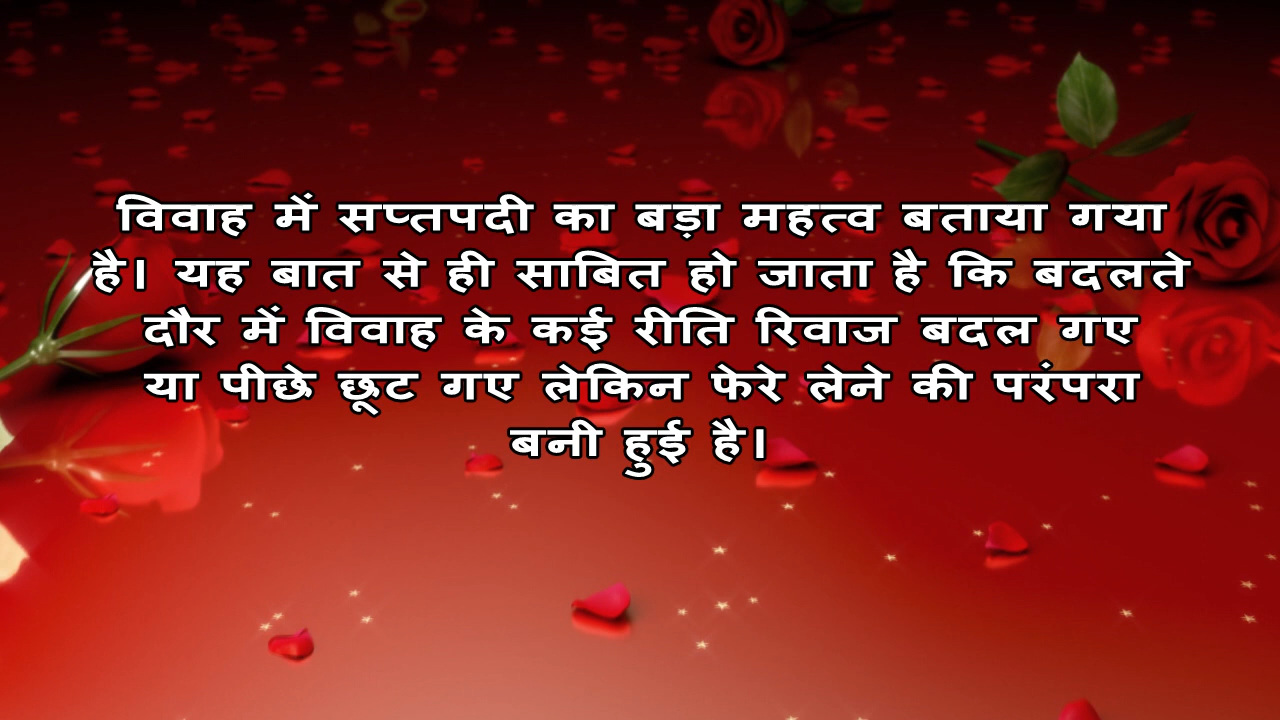 विवाह में सप्तपदी का बड़ा महत्व बताया गया
है। यह बात से ही साबित हो जाता है कि बदलते
दौर में विवाह के कई रीति रिवाज बदल गए
या पीछे छूट गए लेकिन फेरे लेने की परंपरा
बनी हुई है।